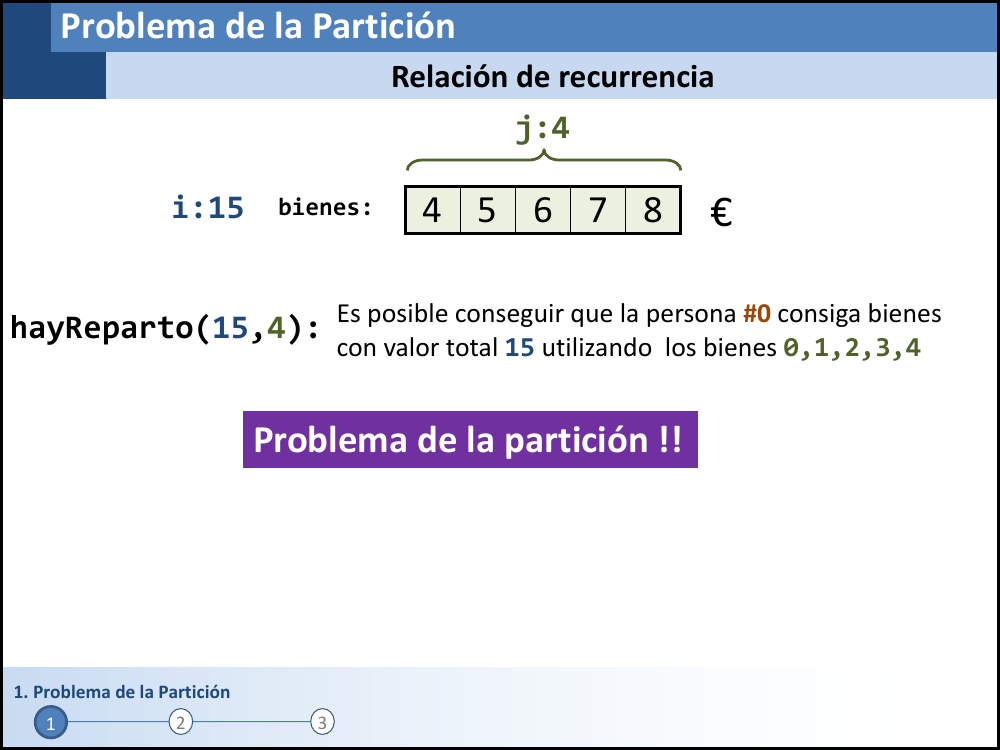 Problema de la Partición
Relación de recurrencia
j:4
i:15 bienes: 4 5 6 7 8 €
hayReparto(15,4): Es posible conseguir que la persona #0 consiga bienes
con valor total 15 utilizando los bienes 0,1,2,3,4
Problema de la partición !!
1. Problema de la Partición
1 2 3